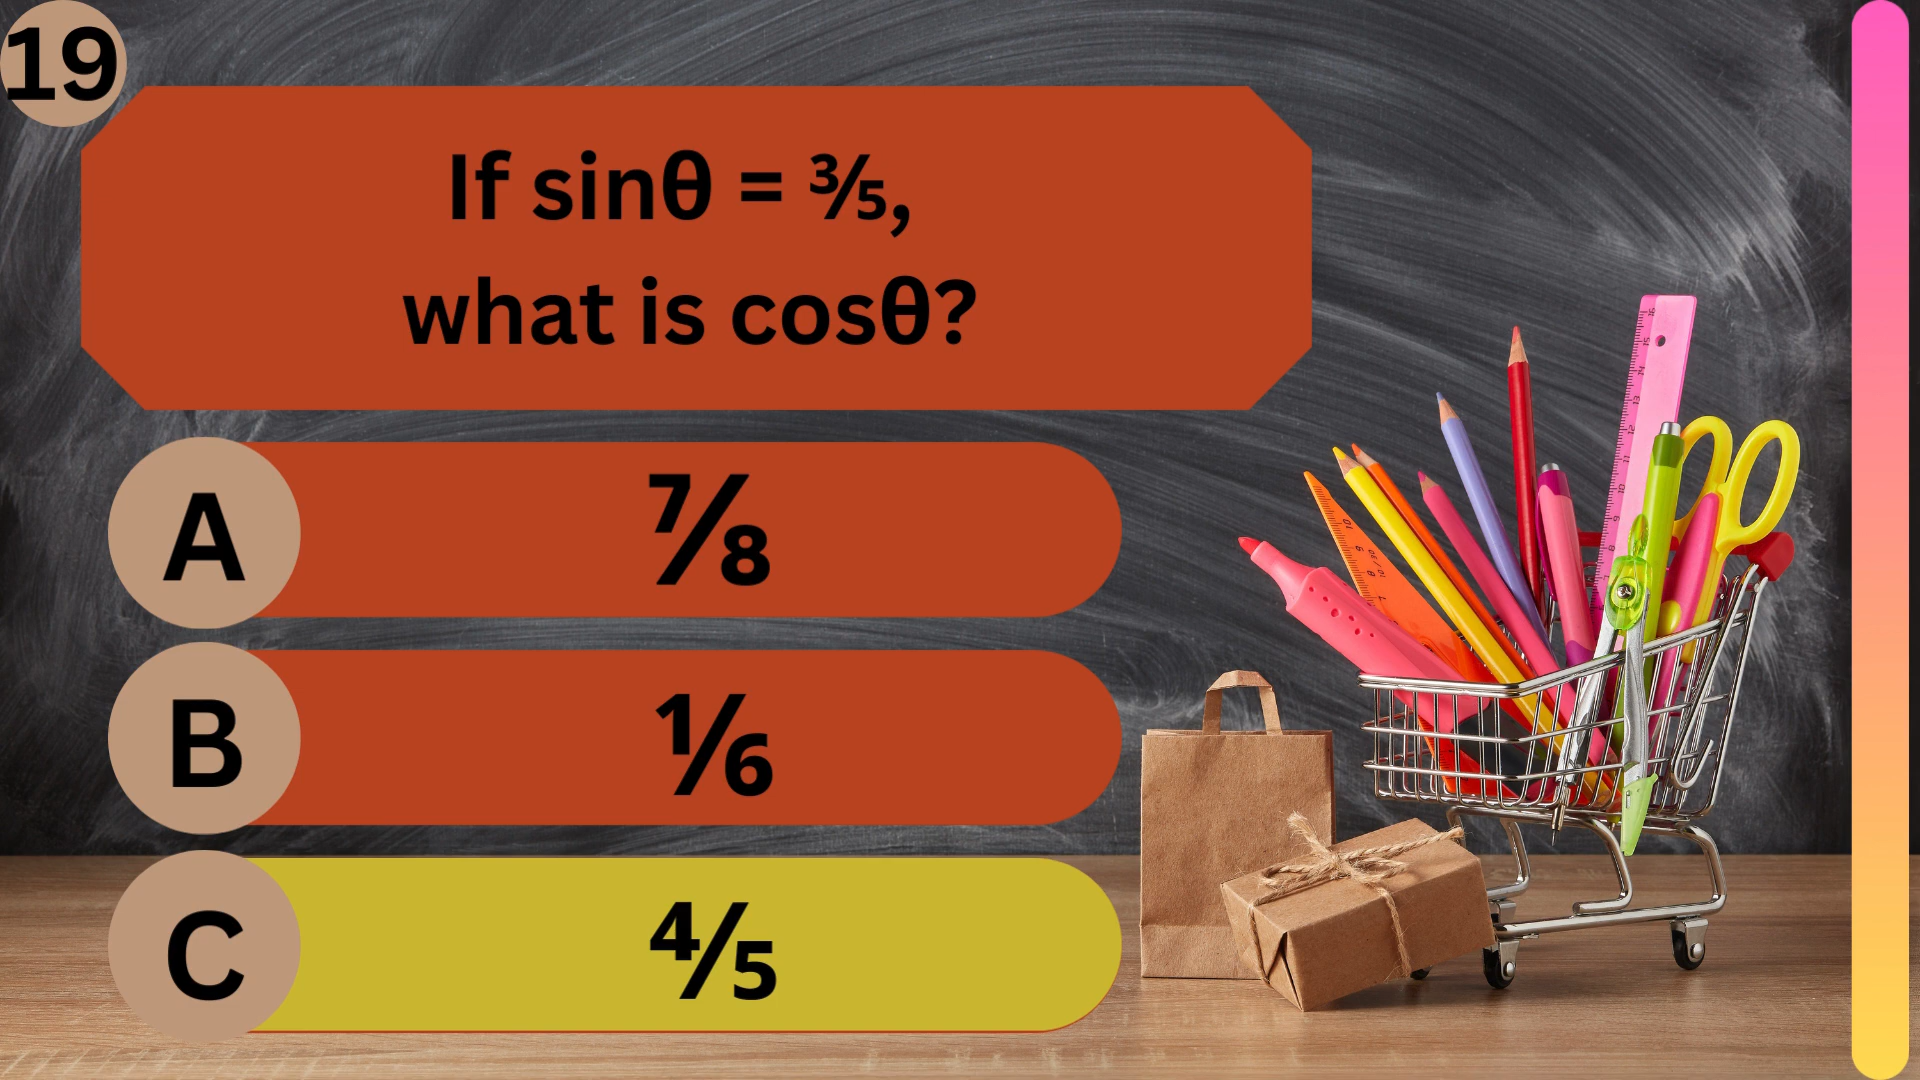 19
If sinθ = ⅗,
what is cosθ?
A
⅞
B
⅙
C
⅘